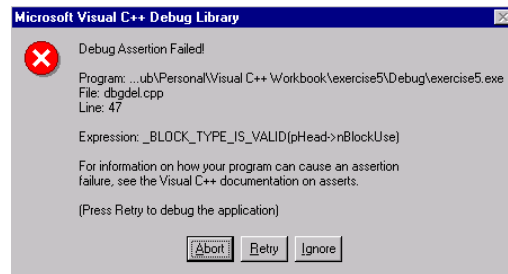 Microsoft Visual C++ Debug Library
Debug Assertion Failed!
Program: ...ub\Personal\Visual C++ Workbook\exercise5\Debug\exercise5.exe
File: dbgdel.cpp
Line: 47
Expression: _BLOCK_TYPE_IS_VALID(pHead->nBlockUse)
For information on how your program can cause an assertion
failure, see the Visual C++ documentation on asserts.
(Press Retry to debug the application)
Abort Retry Ignore